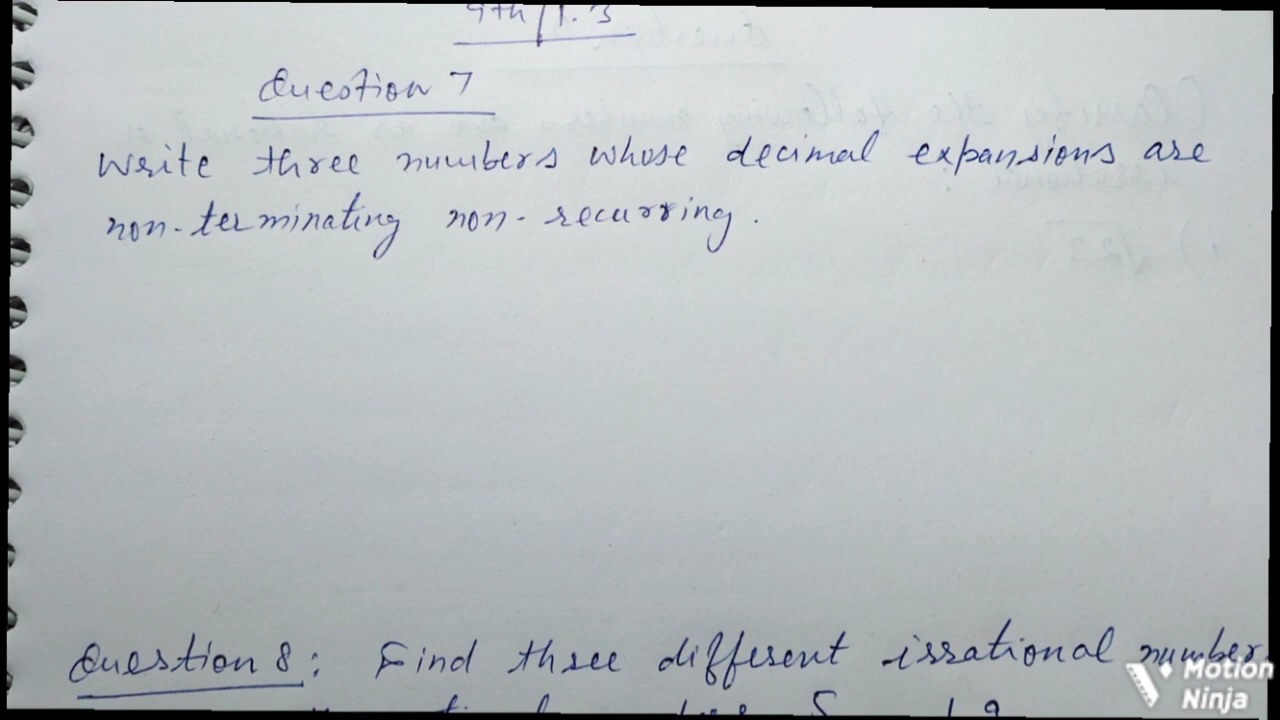 9th / 1.3
Question 7
Write three numbers whose decimal expansions are
non-terminating non-recurring.
Question 8: Find three different irrational number
Motion
Ninja